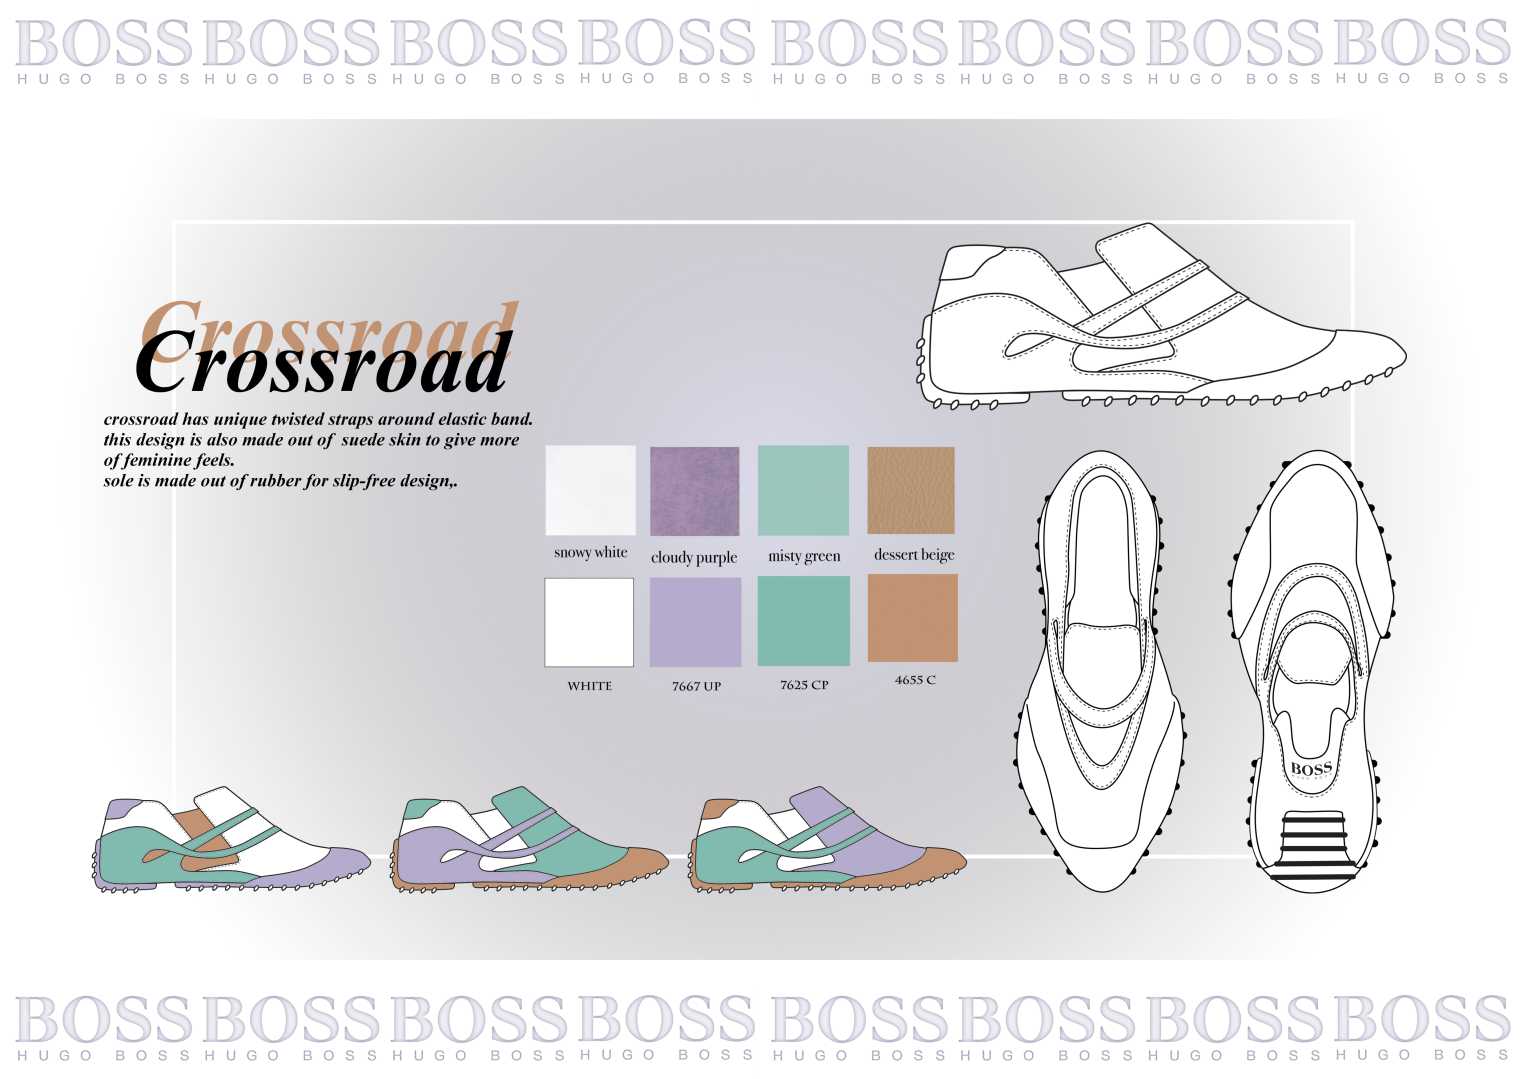 BOSS BOSS BOSS BOSS BOSS BOSS BOSS BOSS
HUGO BOSS HUGO BOSS HUGO BOSS HUGO BOSS HUGO BOSS HUGO BOSS HUGO BOSS HUGO BOSS
Crossroad
Crossroad
crossroad has unique twisted straps around elastic band.
this design is also made out of suede skin to give more
of feminine feels.
sole is made out of rubber for slip-free design,.
snowy white cloudy purple misty green dessert beige
WHITE 7667 UP 7625 CP 4655 C
BOSS
BOSS BOSS BOSS BOSS BOSS BOSS BOSS BOSS
HUGO BOSS HUGO BOSS HUGO BOSS HUGO BOSS HUGO BOSS HUGO BOSS HUGO BOSS HUGO BOSS